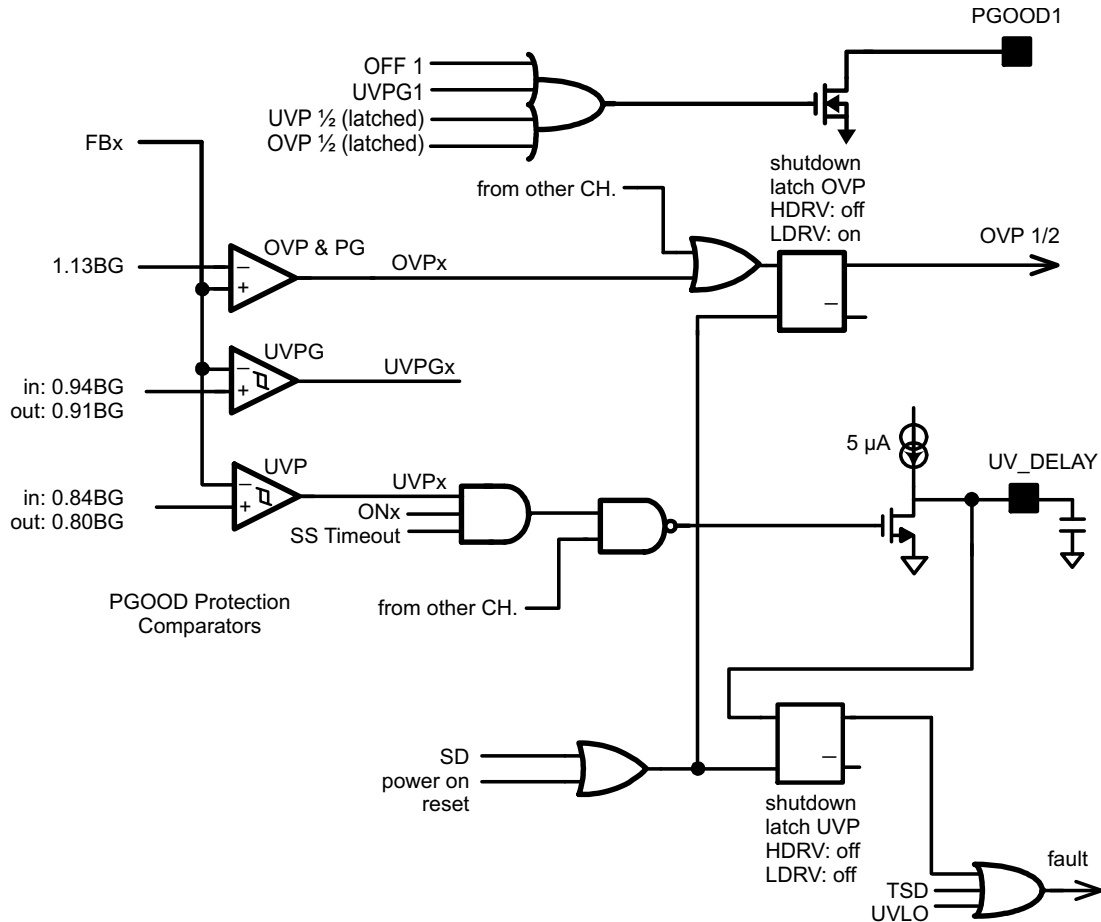 PGOOD1
OFF 1
UVPG1
UVP ½ (latched)
OVP ½ (latched)
FBx
shutdown
latch OVP
HDRV: off
LDRV: on
from other CH.
OVP & PG
OVPx
OVP 1/2
1.13BG
−
+
−
UVPG
UVPGx
−
+
in: 0.94BG
out: 0.91BG
5 µA
UV_DELAY
UVP
UVPx
−
+
in: 0.84BG
out: 0.80BG
ONx
SS Timeout
PGOOD Protection
Comparators
from other CH.
SD
power on
reset
−
shutdown
latch UVP
HDRV: off
LDRV: off
fault
TSD
UVLO